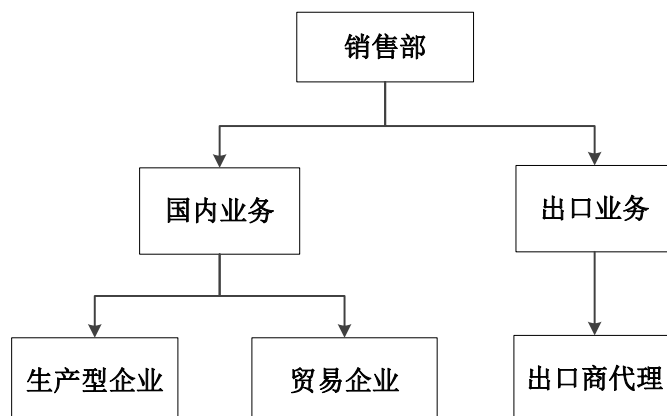 销售部
国内业务
出口业务
生产型企业
贸易企业
出口商代理